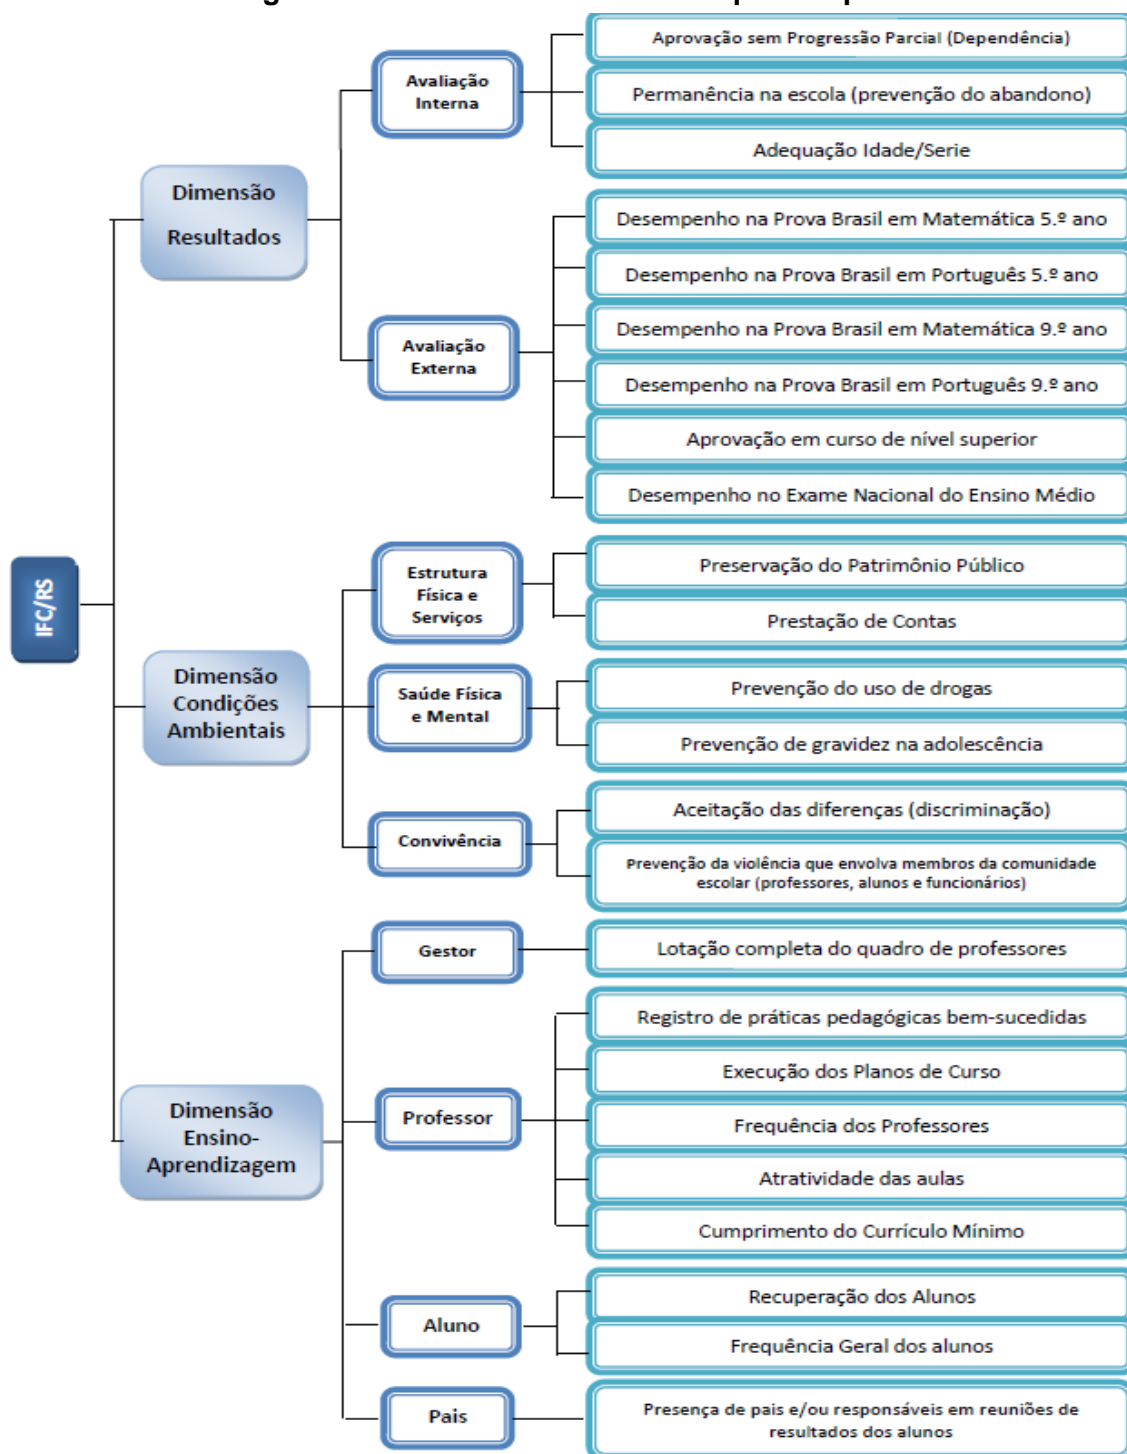 Aprovação sem Progressão Parcial (Dependência)
Avaliação
Interna
Permanência na escola (prevenção do abandono)
Adequação Idade/Serie
Dimensão
Resultados
Desempenho na Prova Brasil em Matemática 5.º ano
Desempenho na Prova Brasil em Português 5.º ano
Desempenho na Prova Brasil em Matemática 9.º ano
Avaliação
Externa
Desempenho na Prova Brasil em Português 9.º ano
Aprovação em curso de nível superior
Desempenho no Exame Nacional do Ensino Médio
IFC/RS
Estrutura
Física e
Serviços
Preservação do Patrimônio Público
Prestação de Contas
Dimensão
Condições
Ambientais
Saúde Física
e Mental
Prevenção do uso de drogas
Prevenção de gravidez na adolescência
Convivência
Aceitação das diferenças (discriminação)
Prevenção da violência que envolva membros da comunidade
escolar (professores, alunos e funcionários)
Gestor
Lotação completa do quadro de professores
Registro de práticas pedagógicas bem-sucedidas
Execução dos Planos de Curso
Dimensão
Ensino-
Aprendizagem
Professor
Frequência dos Professores
Atratividade das aulas
Cumprimento do Currículo Mínimo
Aluno
Recuperação dos Alunos
Frequência Geral dos alunos
Pais
Presença de pais e/ou responsáveis em reuniões de
resultados dos alunos